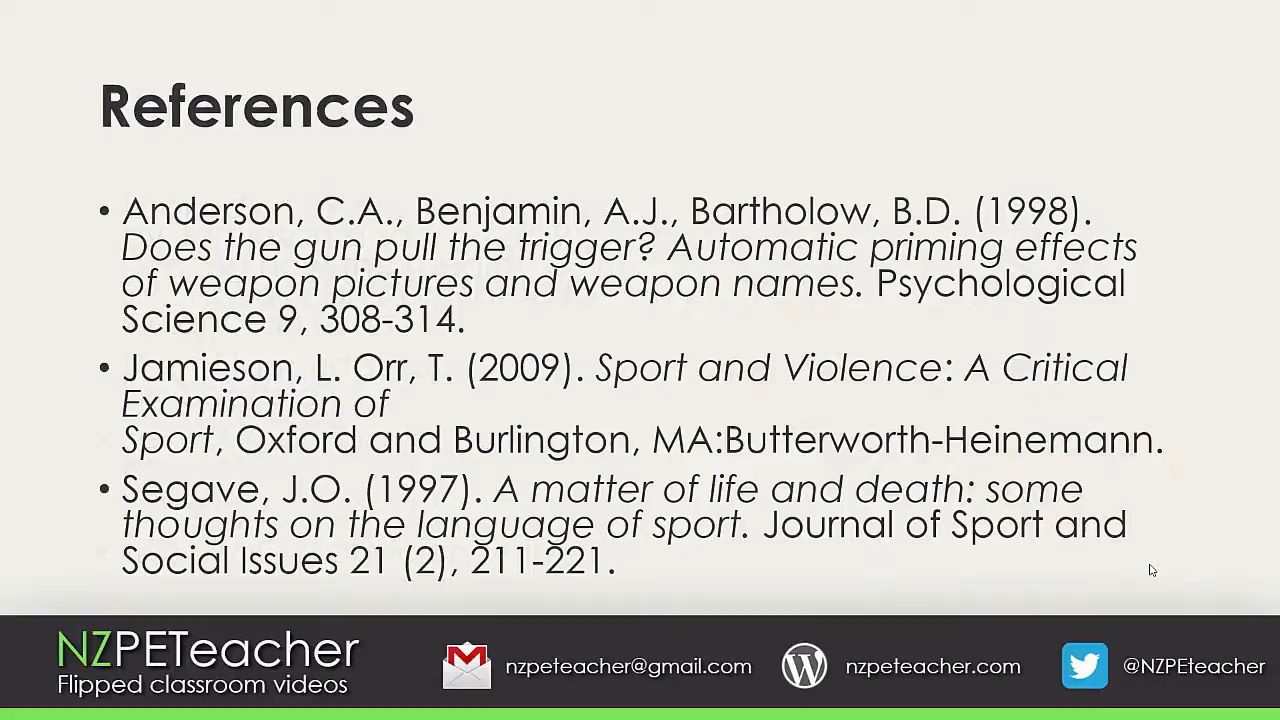 References
• Anderson, C.A., Benjamin, A.J., Bartholow, B.D. (1998).
Does the gun pull the trigger? Automatic priming effects
of weapon pictures and weapon names. Psychological
Science 9, 308-314.
• Jamieson, L. Orr, T. (2009). Sport and Violence: A Critical
Examination of
Sport, Oxford and Burlington, MA:Butterworth-Heinemann.
• Segave, J.O. (1997). A matter of life and death: some
thoughts on the language of sport. Journal of Sport and
Social Issues 21 (2), 211-221.
NZPETeacher
Flipped classroom videos
nzpeteacher@gmail.com
nzpeteacher.com
@NZPEteacher